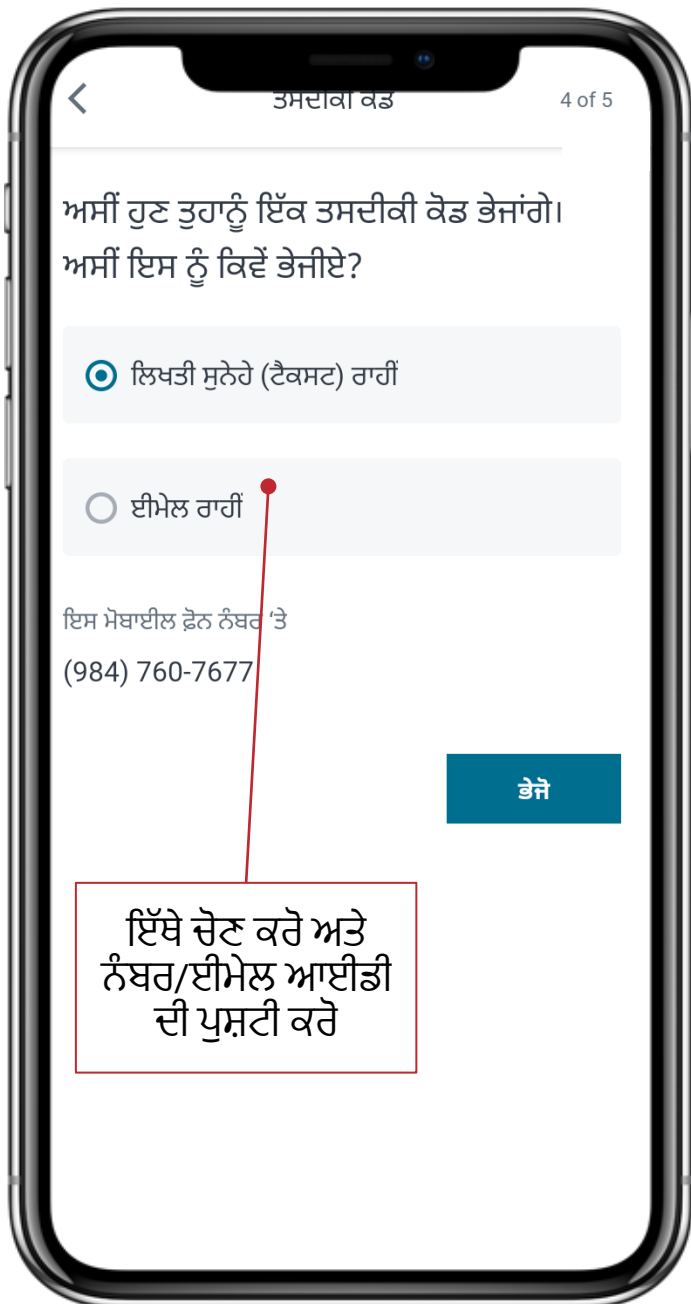 ਤਸਦੀਕੀ ਕੋਡ
4 of 5
ਅਸੀਂ ਹੁਣ ਤੁਹਾਨੂੰ ਇੱਕ ਤਸਦੀਕੀ ਕੋਡ ਭੇਜਾਂਗੇ।
ਅਸੀਂ ਇਸ ਨੂੰ ਕਿਵੇਂ ਭੇਜੀਏ?
ਲਿਖਤੀ ਸੁਨੇਹੇ (ਟੈਕਸਟ) ਰਾਹੀਂ
ਈਮੇਲ ਰਾਹੀਂ
ਇਸ ਮੋਬਾਈਲ ਫ਼ੋਨ ਨੰਬਰ ‘ਤੇ
(984) 760-7677
ਭੇਜੋ
ਇੱਥੇ ਚੋਣ ਕਰੋ ਅਤੇ
ਨੰਬਰ/ਈਮੇਲ ਆਈਡੀ
ਦੀ ਪੁਸ਼ਟੀ ਕਰੋ